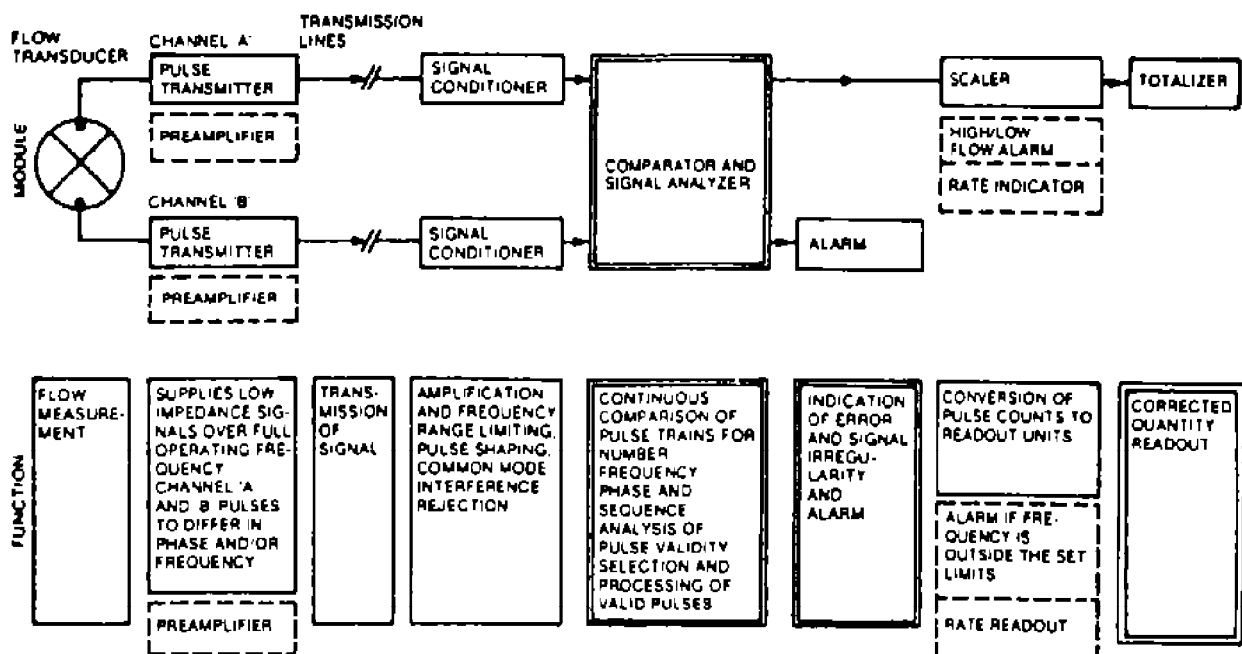 FLOW
TRANSDUCER
CHANNEL 'A'
TRANSMISSION
LINES
PULSE
TRANSMITTER
PREAMPLIFIER
SIGNAL
CONDITIONER
COMPARATOR AND
SIGNAL ANALYZER
SCALER
TOTALIZER
HIGH/LOW
FLOW ALARM
RATE INDICATOR
MODULE
CHANNEL 'B'
PULSE
TRANSMITTER
PREAMPLIFIER
SIGNAL
CONDITIONER
ALARM
FUNCTION
FLOW
MEASURE-
MENT
SUPPLIES LOW
IMPEDANCE SIG-
NALS OVER FULL
OPERATING FRE-
QUENCY
CHANNEL 'A
AND B PULSES
TO DIFFER IN
PHASE AND/OR
FREQUENCY
PREAMPLIFIER
TRANS-
MISSION
OF
SIGNAL
AMPLIFICATION
AND FREQUENCY
RANGE LIMITING,
PULSE SHAPING,
COMMON MODE
INTERFERENCE
REJECTION
CONTINUOUS
COMPARISON OF
PULSE TRAINS FOR
NUMBER
FREQUENCY
PHASE AND
SEQUENCE
ANALYSIS OF
PULSE VALIDITY
SELECTION AND
PROCESSING OF
VALID PULSES
INDICATION
OF ERROR
AND SIGNAL
IRREGU-
LARITY
AND
ALARM
CONVERSION OF
PULSE COUNTS TO
READOUT UNITS
ALARM IF FRE-
QUENCY IS
OUTSIDE THE SET
LIMITS
RATE READOUT
CORRECTED
QUANTITY
READOUT